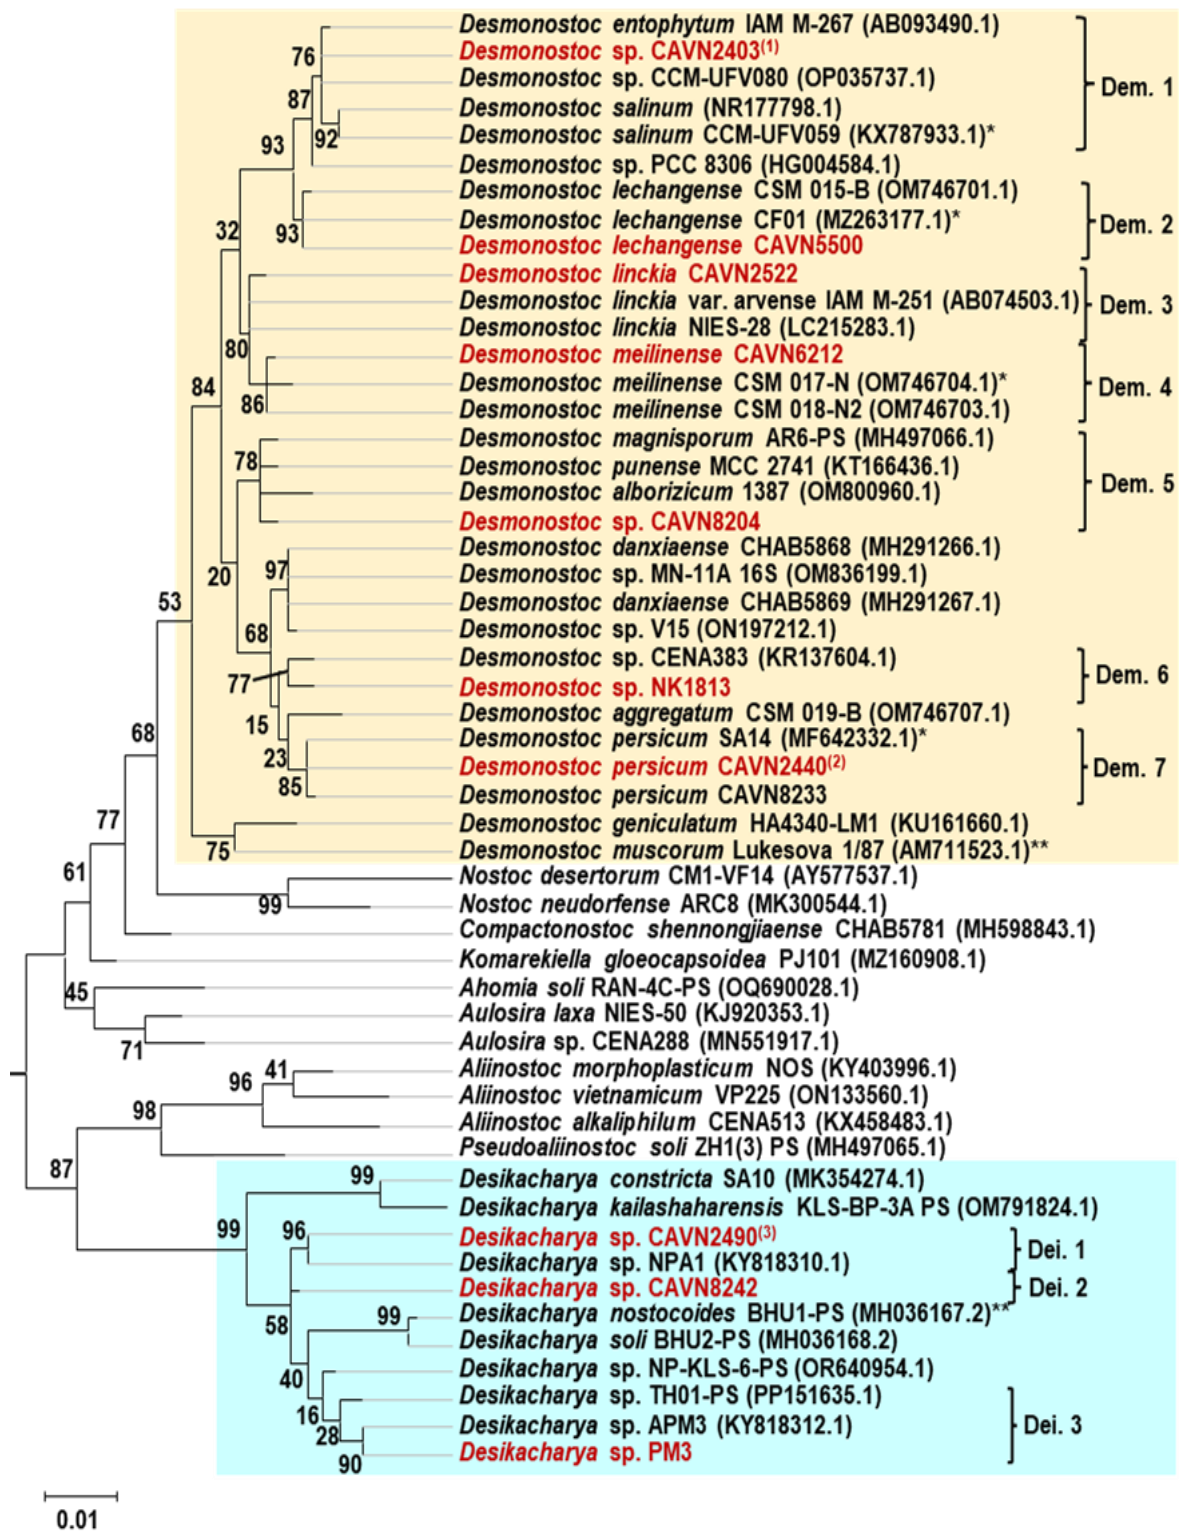 Desmonostoc entophytum IAM M-267 (AB093490.1)
76
Desmonostoc sp. CAVN2403(1)
Desmonostoc sp. CCM-UFV080 (OP035737.1)
Dem. 1
87
Desmonostoc salinum (NR177798.1)
92
Desmonostoc salinum CCM-UFV059 (KX787933.1)*
93
Desmonostoc sp. PCC 8306 (HG004584.1)
Desmonostoc lechangense CSM 015-B (OM746701.1)
Desmonostoc lechangense CF01 (MZ263177.1)*
Dem. 2
32
93
Desmonostoc lechangense CAVN5500
Desmonostoc linckia CAVN2522
Desmonostoc linckia var. arvense IAM M-251 (AB074503.1)
Dem. 3
Desmonostoc linckia NIES-28 (LC215283.1)
80
Desmonostoc meilinense CAVN6212
84
Desmonostoc meilinense CSM 017-N (OM746704.1)*
Dem. 4
86
Desmonostoc meilinense CSM 018-N2 (OM746703.1)
Desmonostoc magnisporum AR6-PS (MH497066.1)
78
Desmonostoc punense MCC 2741 (KT166436.1)
Dem. 5
Desmonostoc alborizicum 1387 (OM800960.1)
Desmonostoc sp. CAVN8204
Desmonostoc danxiaense CHAB5868 (MH291266.1)
20
97
Desmonostoc sp. MN-11A 16S (OM836199.1)
53
Desmonostoc danxiaense CHAB5869 (MH291267.1)
68
Desmonostoc sp. V15 (ON197212.1)
Desmonostoc sp. CENA383 (KR137604.1)
Dem. 6
77
Desmonostoc sp. NK1813
15
Desmonostoc aggregatum CSM 019-B (OM746707.1)
68
Desmonostoc persicum SA14 (MF642332.1)*
23
Desmonostoc persicum CAVN2440(2)
Dem. 7
85
Desmonostoc persicum CAVN8233
77
Desmonostoc geniculatum HA4340-LM1 (KU161660.1)
75
Desmonostoc muscorum Lukesova 1/87 (AM711523.1)**
61
Nostoc desertorum CM1-VF14 (AY577537.1)
99
Nostoc neudorfense ARC8 (MK300544.1)
Compactonostoc shennongjiaense CHAB5781 (MH598843.1)
Komarekiella gloeocapsoidea PJ101 (MZ160908.1)
45
Ahomia soli RAN-4C-PS (OQ690028.1)
Aulosira laxa NIES-50 (KJ920353.1)
71
Aulosira sp. CENA288 (MN551917.1)
41
Aliinostoc morphoplasticum NOS (KY403996.1)
96
Aliinostoc vietnamicum VP225 (ON133560.1)
98
Aliinostoc alkaliphilum CENA513 (KX458483.1)
Pseudoaliinostoc soli ZH1(3) PS (MH497065.1)
87
99
Desikacharya constricta SA10 (MK354274.1)
Desikacharya kailashaharensis KLS-BP-3A PS (OM791824.1)
99
96
Desikacharya sp. CAVN2490(3)
Dei. 1
Desikacharya sp. NPA1 (KY818310.1)
Desikacharya sp. CAVN8242
Dei. 2
58
99
Desikacharya nostocoides BHU1-PS (MH036167.2)**
Desikacharya soli BHU2-PS (MH036168.2)
40
Desikacharya sp. NP-KLS-6-PS (OR640954.1)
16
Desikacharya sp. TH01-PS (PP151635.1)
28
Desikacharya sp. APM3 (KY818312.1)
Dei. 3
90
Desikacharya sp. PM3
0.01